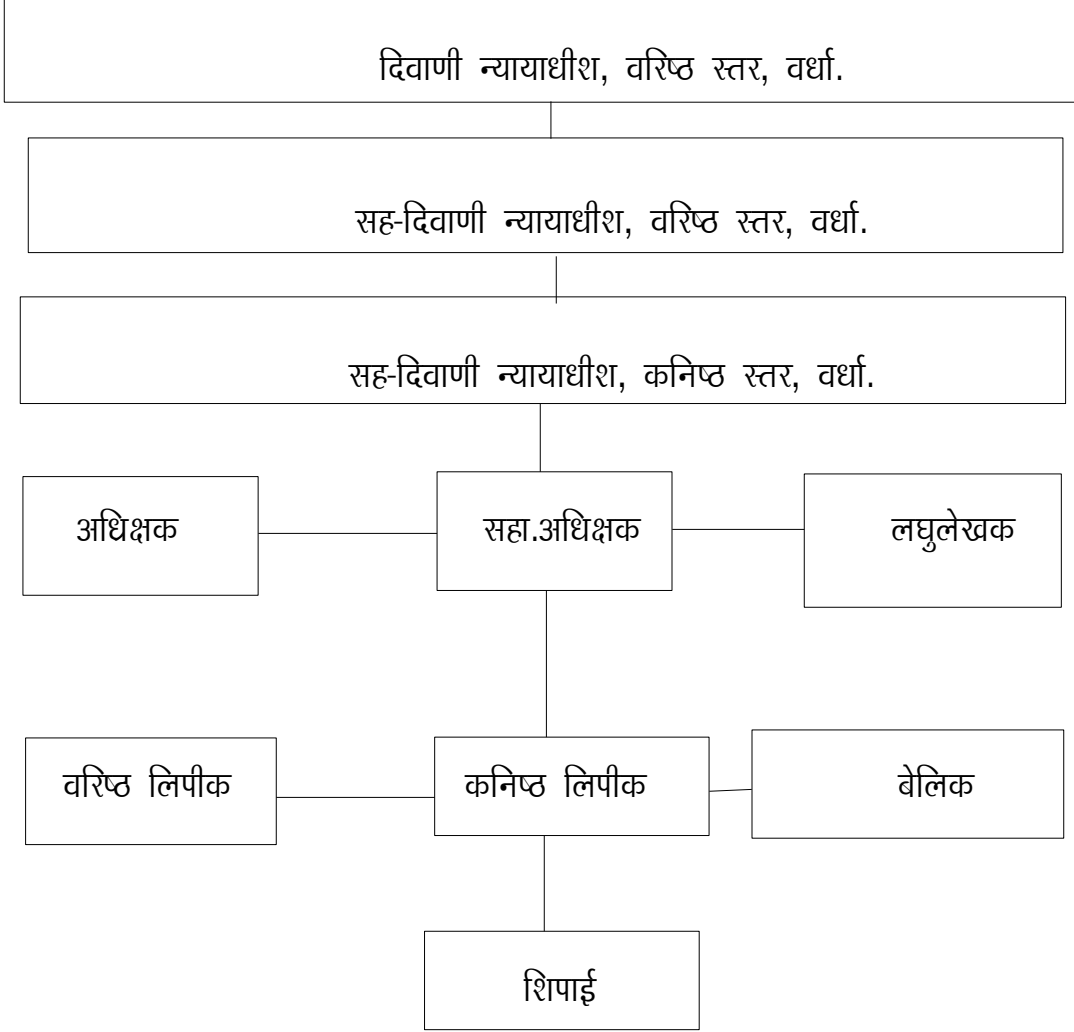 दिवाणी न्यायाधीश, वरिष्ठ स्तर, वर्धा.
सह-दिवाणी न्यायाधीश, वरिष्ठ स्तर, वर्धा.
सह-दिवाणी न्यायाधीश, कनिष्ठ स्तर, वर्धा.
अधिक्षक
सहा.अधिक्षक
लघुलेखक
वरिष्ठ लिपीक
कनिष्ठ लिपीक
बेलिक
शिपाई